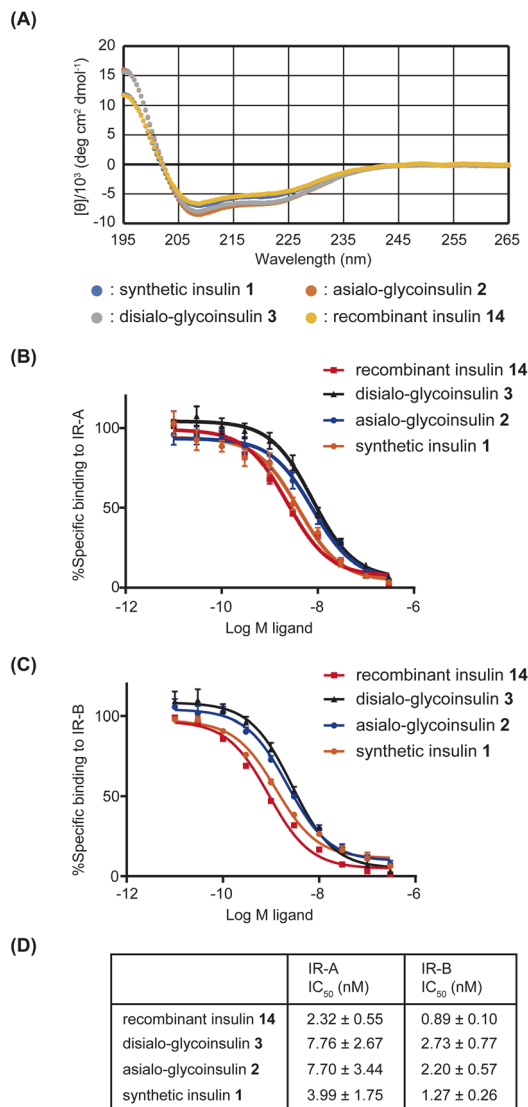 (A)
20
15
10
5
0
-5
-10
[θ]/10³ (deg cm² dmol⁻¹)
195 205 215 225 235 245 255 265
Wavelength (nm)
: synthetic insulin 1 : asialo-glycoinsulin 2
: disialo-glycoinsulin 3 : recombinant insulin 14
(B)
recombinant insulin 14
disialo-glycoinsulin 3
asialo-glycoinsulin 2
synthetic insulin 1
%Specific binding to IR-A
100
50
0
-12 -10 -8 -6
Log M ligand
(C)
recombinant insulin 14
disialo-glycoinsulin 3
asialo-glycoinsulin 2
synthetic insulin 1
%Specific binding to IR-B
100
50
0
-12 -10 -8 -6
Log M ligand
(D)
IR-A IR-B
IC₅₀ (nM) IC₅₀ (nM)
recombinant insulin 14 2.32 ± 0.55 0.89 ± 0.10
disialo-glycoinsulin 3 7.76 ± 2.67 2.73 ± 0.77
asialo-glycoinsulin 2 7.70 ± 3.44 2.20 ± 0.57
synthetic insulin 1 3.99 ± 1.75 1.27 ± 0.26